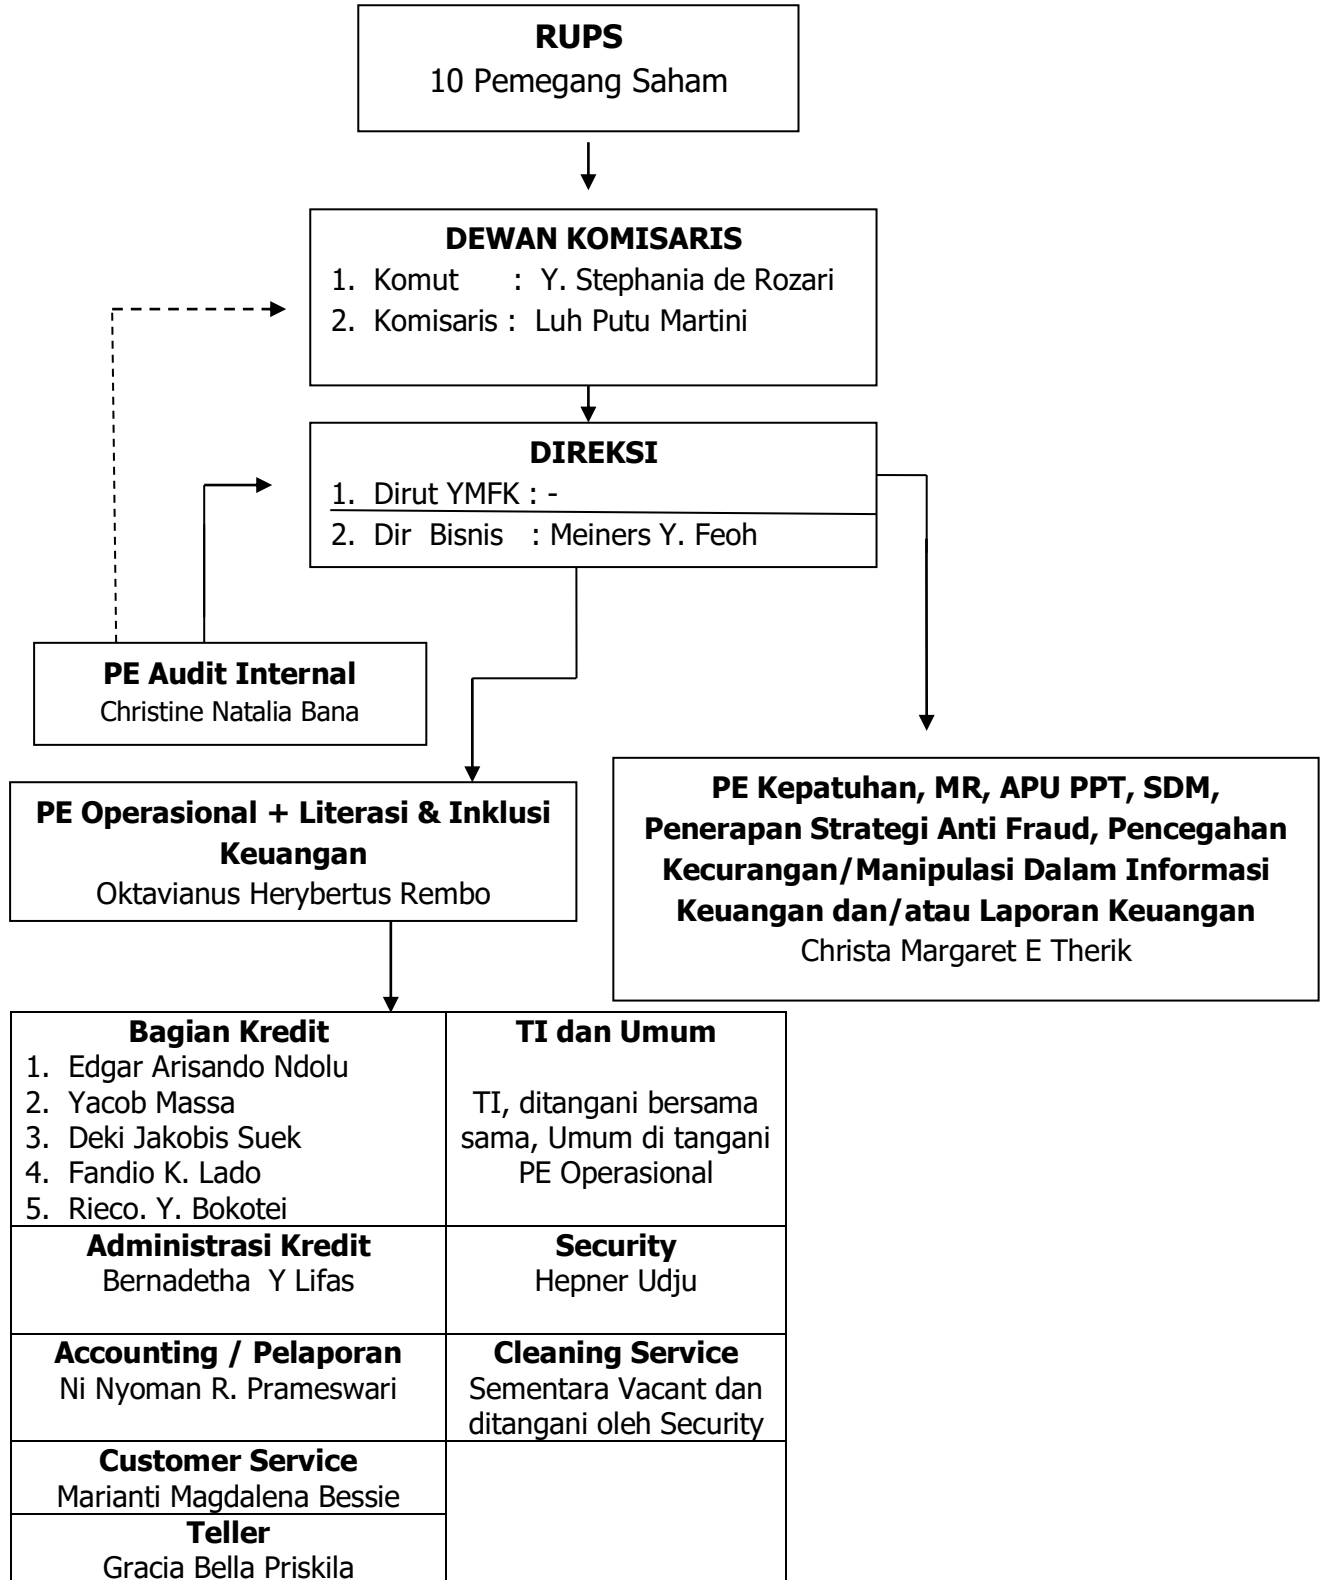 RUPS
10 Pemegang Saham
DEWAN KOMISARIS
1. Komut : Y. Stephania de Rozari
2. Komisaris : Luh Putu Martini
DIREKSI
1. Dirut YMFK : -
2. Dir Bisnis : Meiners Y. Feoh
PE Audit Internal
Christine Natalia Bana
PE Operasional + Literasi & Inklusi
Keuangan
Oktavianus Herybertus Rembo
PE Kepatuhan, MR, APU PPT, SDM,
Penerapan Strategi Anti Fraud, Pencegahan
Kecurangan/Manipulasi Dalam Informasi
Keuangan dan/atau Laporan Keuangan
Christa Margaret E Therik
Bagian Kredit
1. Edgar Arisando Ndolu
2. Yacob Massa
3. Deki Jakobis Suek
4. Fandio K. Lado
5. Rieco. Y. Bokotei
TI dan Umum
TI, ditangani bersama
sama, Umum di tangani
PE Operasional
Administrasi Kredit
Bernadetha Y Lifas
Security
Hepner Udju
Accounting / Pelaporan
Ni Nyoman R. Prameswari
Cleaning Service
Sementara Vacant dan
ditangani oleh Security
Customer Service
Marianti Magdalena Bessie
Teller
Gracia Bella Priskila